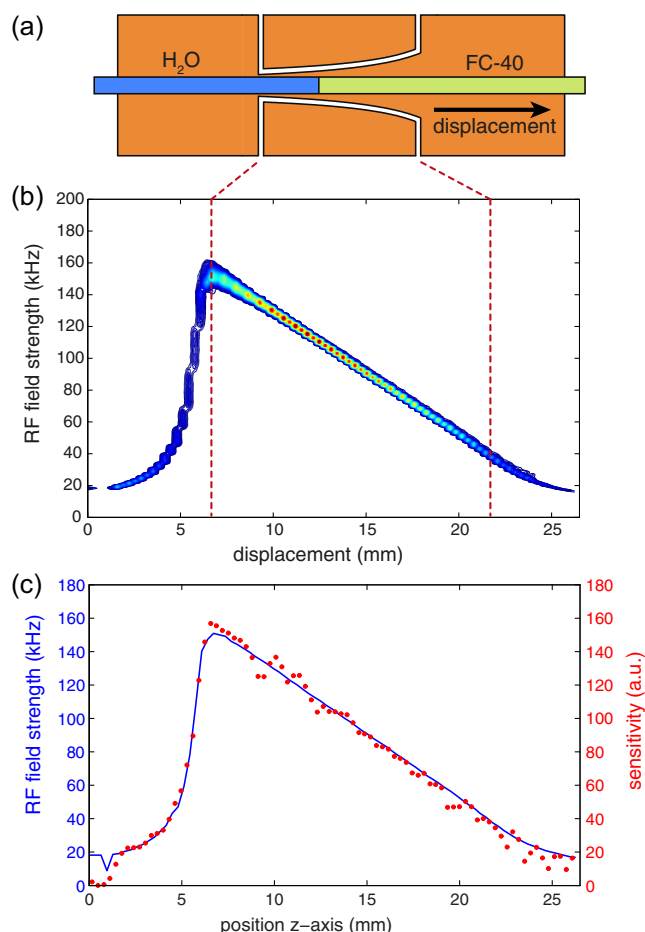 (a)
H₂O
FC-40
displacement
(b)
RF field strength (kHz)
200
180
160
140
120
100
80
60
40
20
0
0 5 10 15 20 25
displacement (mm)
(c)
RF field strength (kHz)
180
160
140
120
100
80
60
40
20
0
180
160
140
120
100
80
60
40
20
0
sensitivity (a.u.)
0 5 10 15 20 25
position z−axis (mm)